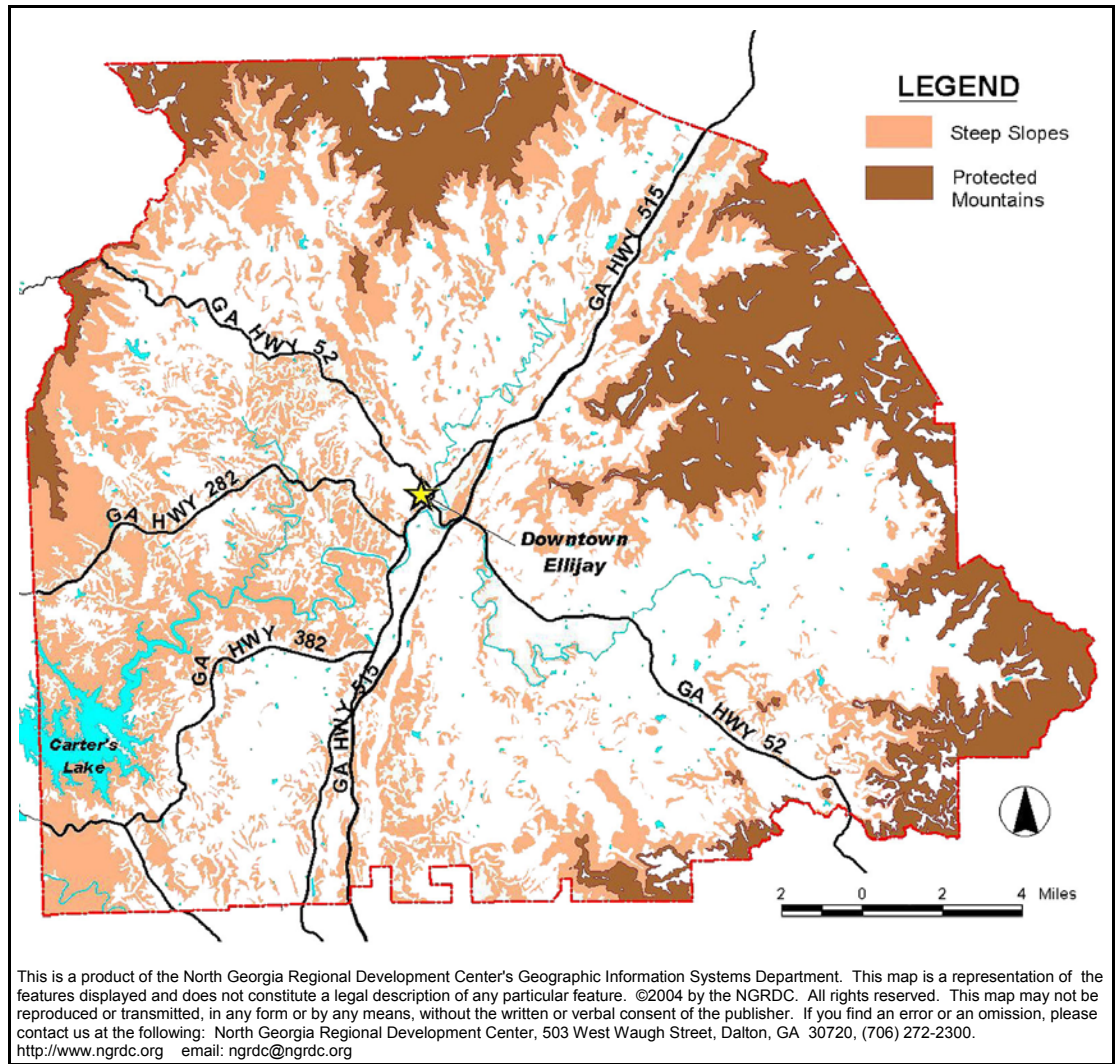 LEGEND
Steep Slopes
Protected
Mountains
GA HWY 515
GA HWY 52
GA HWY 282
Downtown
Ellijay
GA HWY 382
GA HWY 515
GA HWY 52
Carter's
Lake
2 0 2 4 Miles
This is a product of the North Georgia Regional Development Center's Geographic Information Systems Department. This map is a representation of the
features displayed and does not constitute a legal description of any particular feature. ©2004 by the NGRDC. All rights reserved. This map may not be
reproduced or transmitted, in any form or by any means, without the written or verbal consent of the publisher. If you find an error or an omission, please
contact us at the following: North Georgia Regional Development Center, 503 West Waugh Street, Dalton, GA 30720, (706) 272-2300.
http://www.ngrdc.org email: ngrdc@ngrdc.org